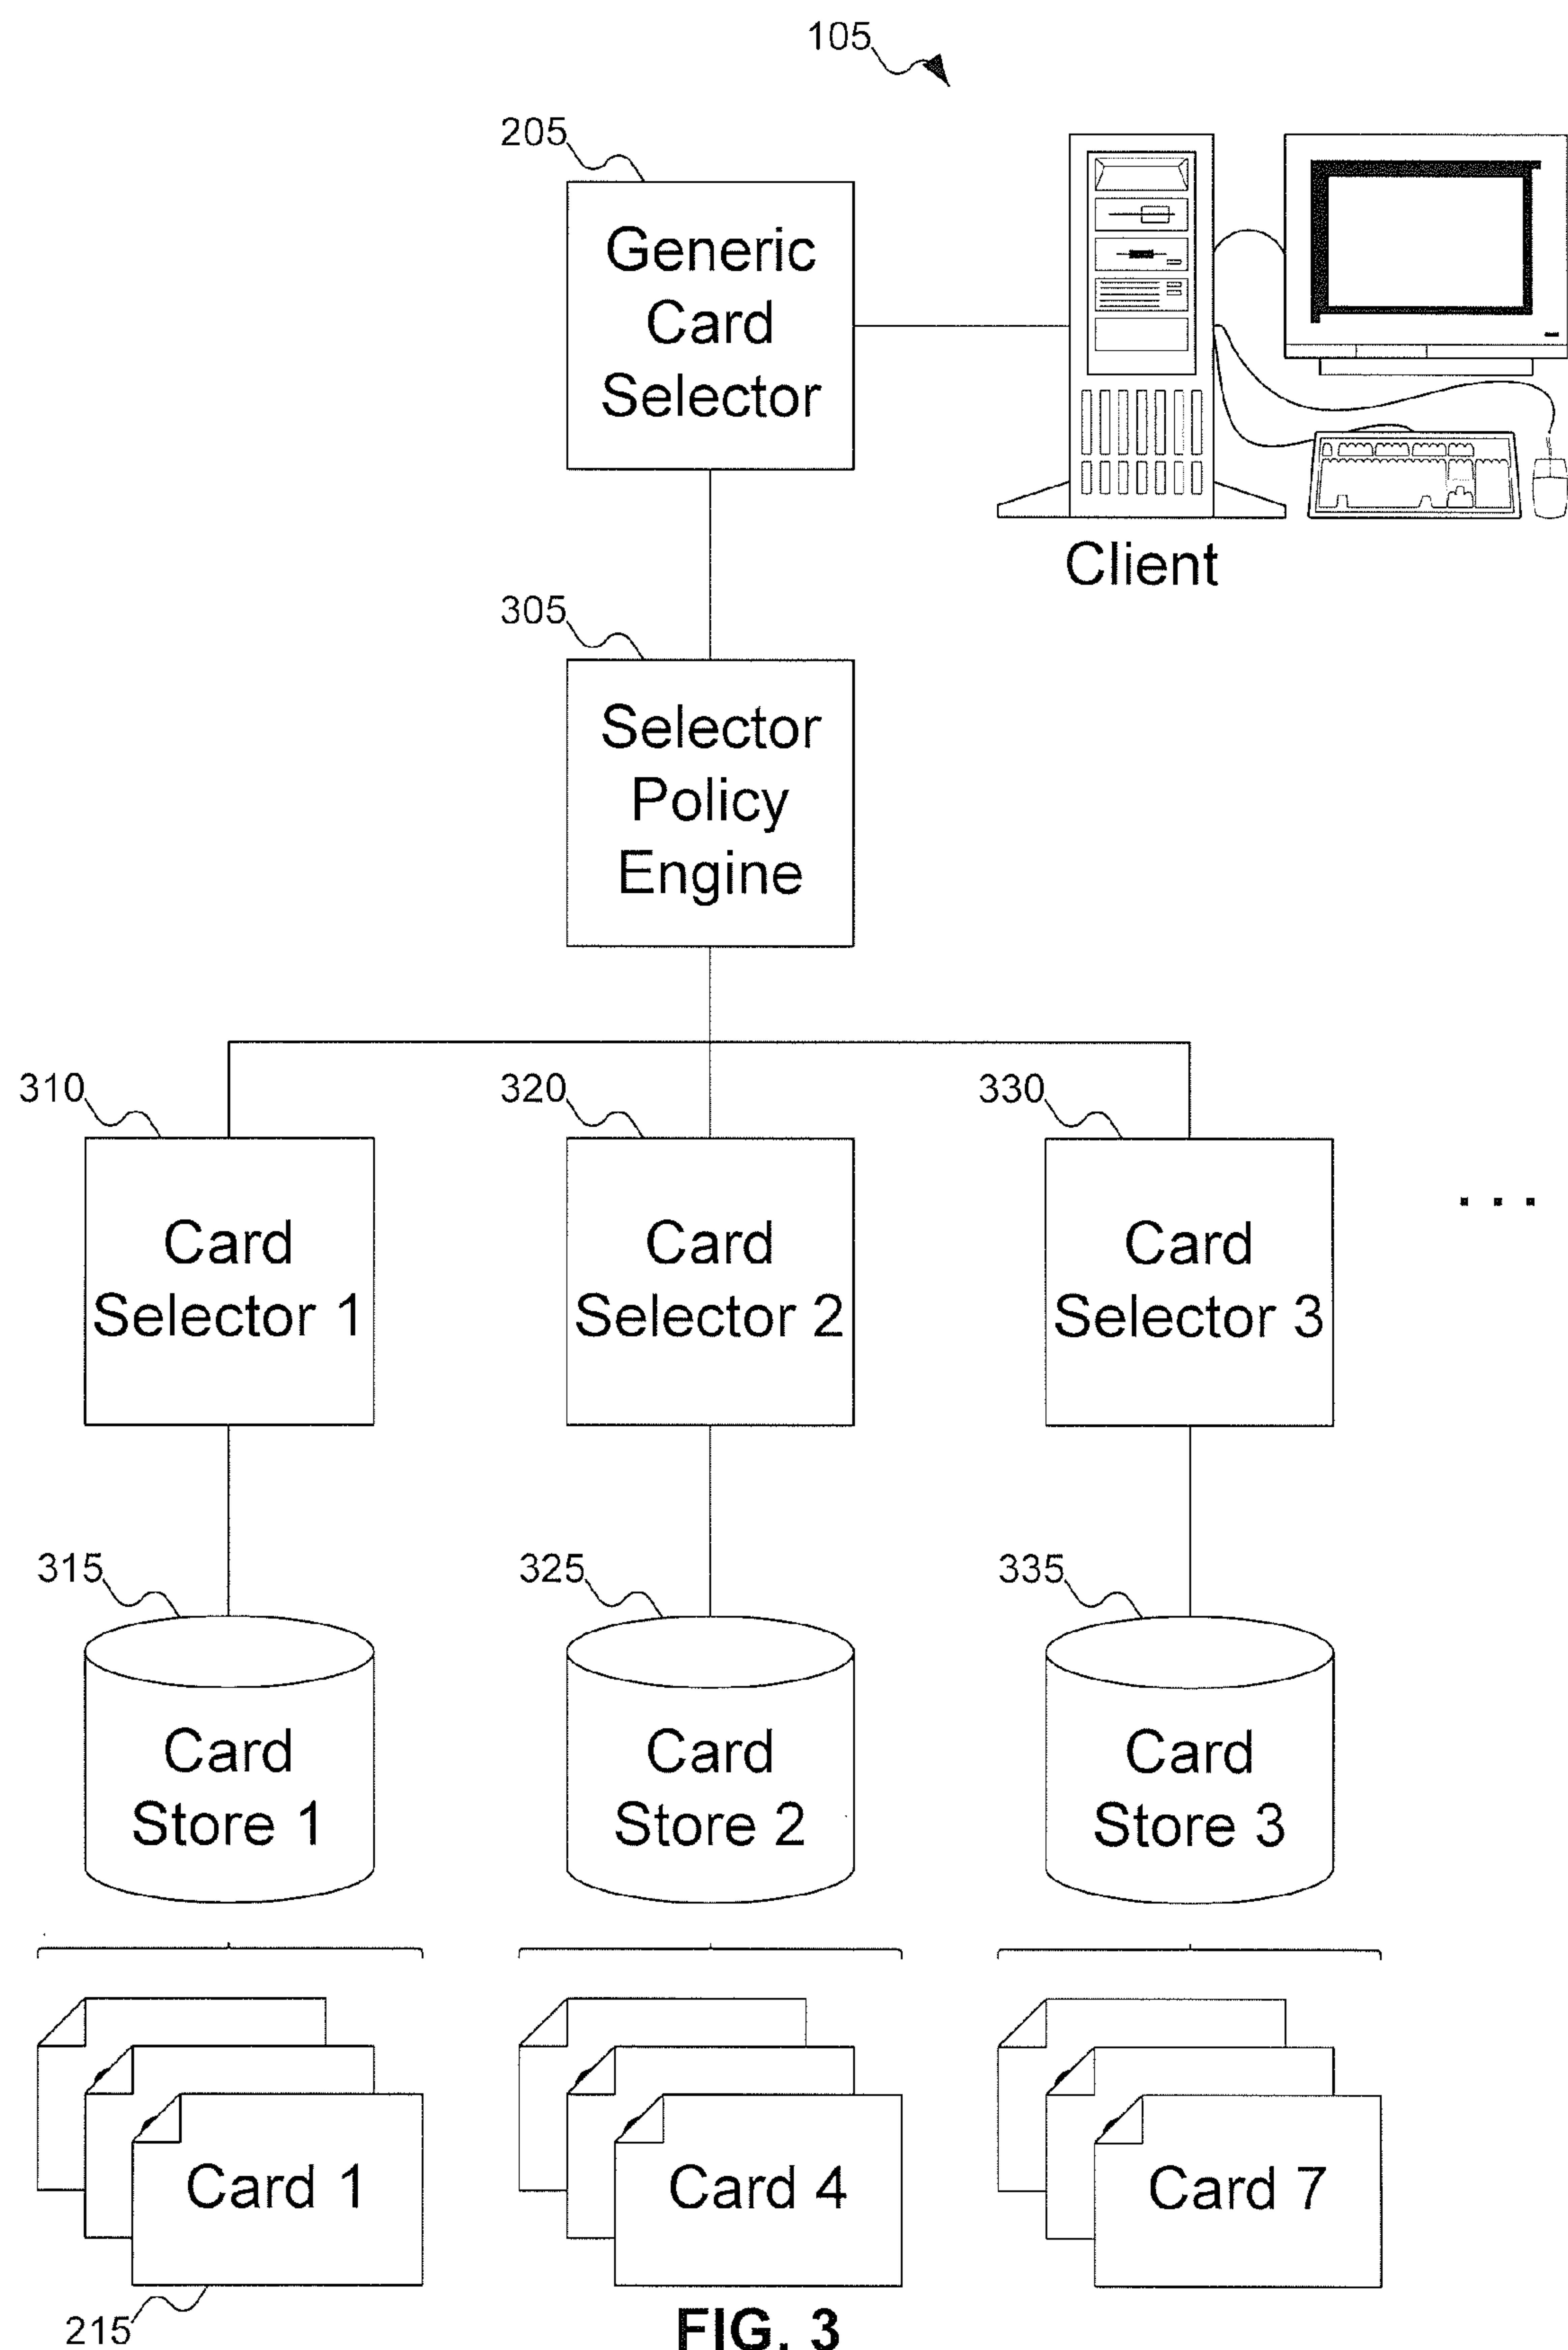 105
205
Generic
Card
Selector
Client
305
Selector
Policy
Engine
310
320
330
Card
Selector 1
Card
Selector 2
Card
Selector 3
...
315
325
335
Card
Store 1
Card
Store 2
Card
Store 3
Card 1
Card 4
Card 7
215
FIG. 3